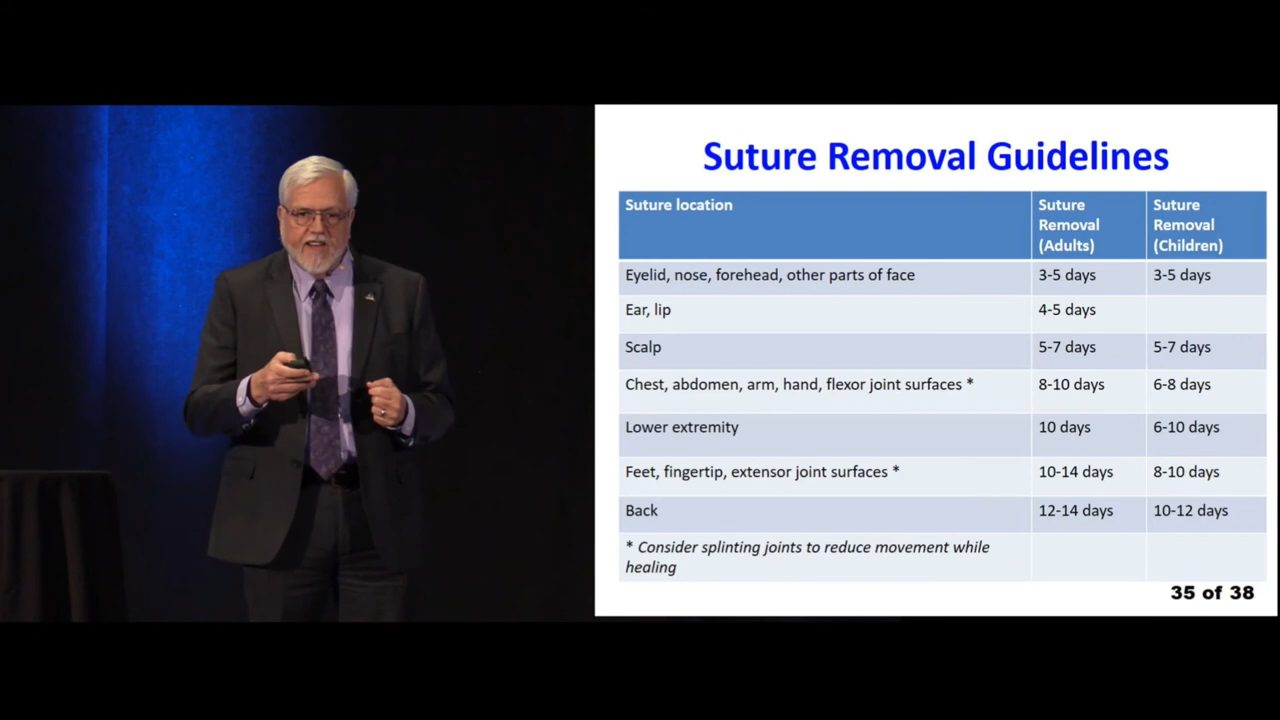 Suture Removal Guidelines
Suture location
Suture Removal (Adults)
Suture Removal (Children)
Eyelid, nose, forehead, other parts of face 3-5 days 3-5 days
Ear, lip 4-5 days
Scalp 5-7 days 5-7 days
Chest, abdomen, arm, hand, flexor joint surfaces * 8-10 days 6-8 days
Lower extremity 10 days 6-10 days
Feet, fingertip, extensor joint surfaces * 10-14 days 8-10 days
Back 12-14 days 10-12 days
* Consider splinting joints to reduce movement while
healing
35 of 38